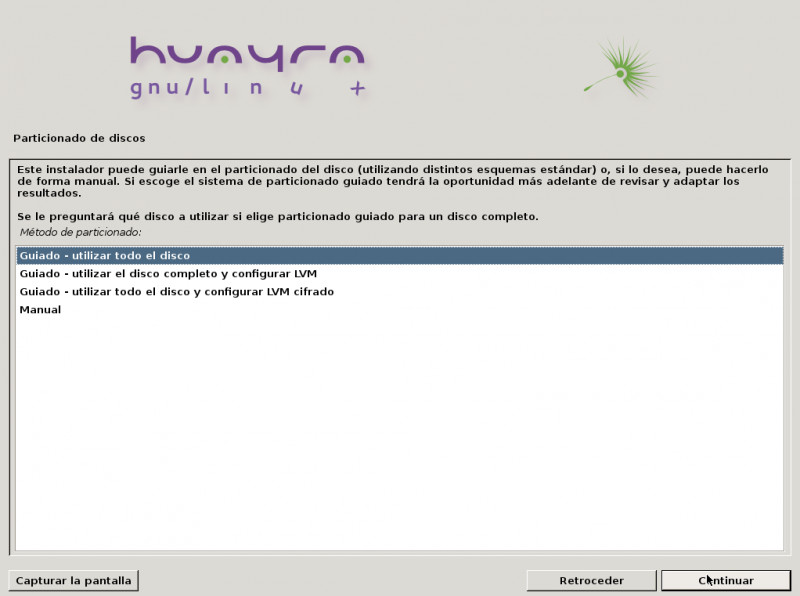 huayra
gnu/linux
Particionado de discos
Este instalador puede guiarle en el particionado del disco (utilizando distintos esquemas estándar) o, si lo desea, puede hacerlo
de forma manual. Si escoge el sistema de particionado guiado tendrá la oportunidad más adelante de revisar y adaptar los
resultados.
Se le preguntará qué disco a utilizar si elige particionado guiado para un disco completo.
Método de particionado:
Guiado - utilizar todo el disco
Guiado - utilizar el disco completo y configurar LVM
Guiado - utilizar todo el disco y configurar LVM cifrado
Manual
Capturar la pantalla
Retroceder
Continuar